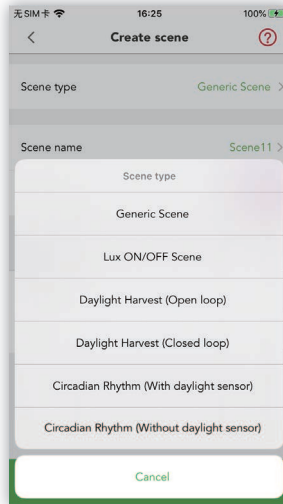 无SIM卡 16:25 100%
Create scene ?
Scene type Generic Scene
Scene name Scene11
Scene type
Generic Scene
Lux ON/OFF Scene
Daylight Harvest (Open loop)
Daylight Harvest (Closed loop)
Circadian Rhythm (With daylight sensor)
Circadian Rhythm (Without daylight sensor)
Cancel